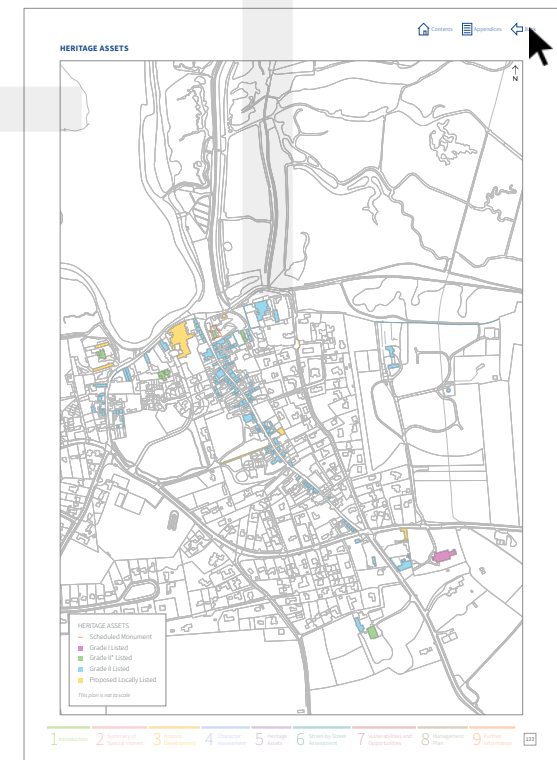 Contents
Appendices
Back
HERITAGE ASSETS
N
HERITAGE ASSETS
Scheduled Monument
Grade I Listed
Grade II* Listed
Grade II Listed
Proposed Locally Listed
This plan is not to scale
1 Introduction
2 Summary of
Special Interest
3 Historic
Development
4 Character
Assessment
5 Heritage
Assets
6 Street-by-Street
Assessment
7 Vulnerabilities and
Opportunities
8 Management
Plan
9 Further
Information